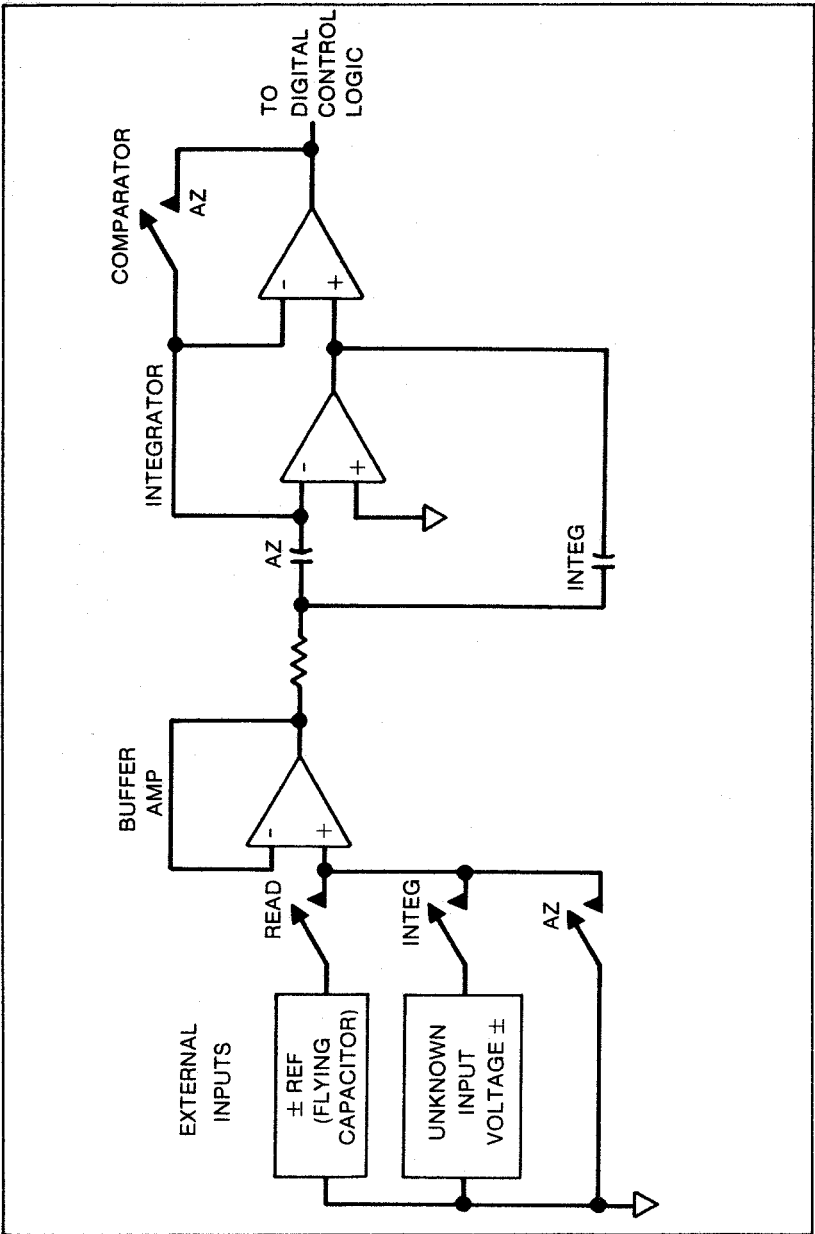 EXTERNAL
INPUTS
± REF
(FLYING
CAPACITOR)
UNKNOWN
INPUT
VOLTAGE ±
READ
INTEG
AZ
BUFFER
AMP
-
+
AZ
INTEG
INTEGRATOR
-
+
COMPARATOR
AZ
-
+
TO
DIGITAL
CONTROL
LOGIC